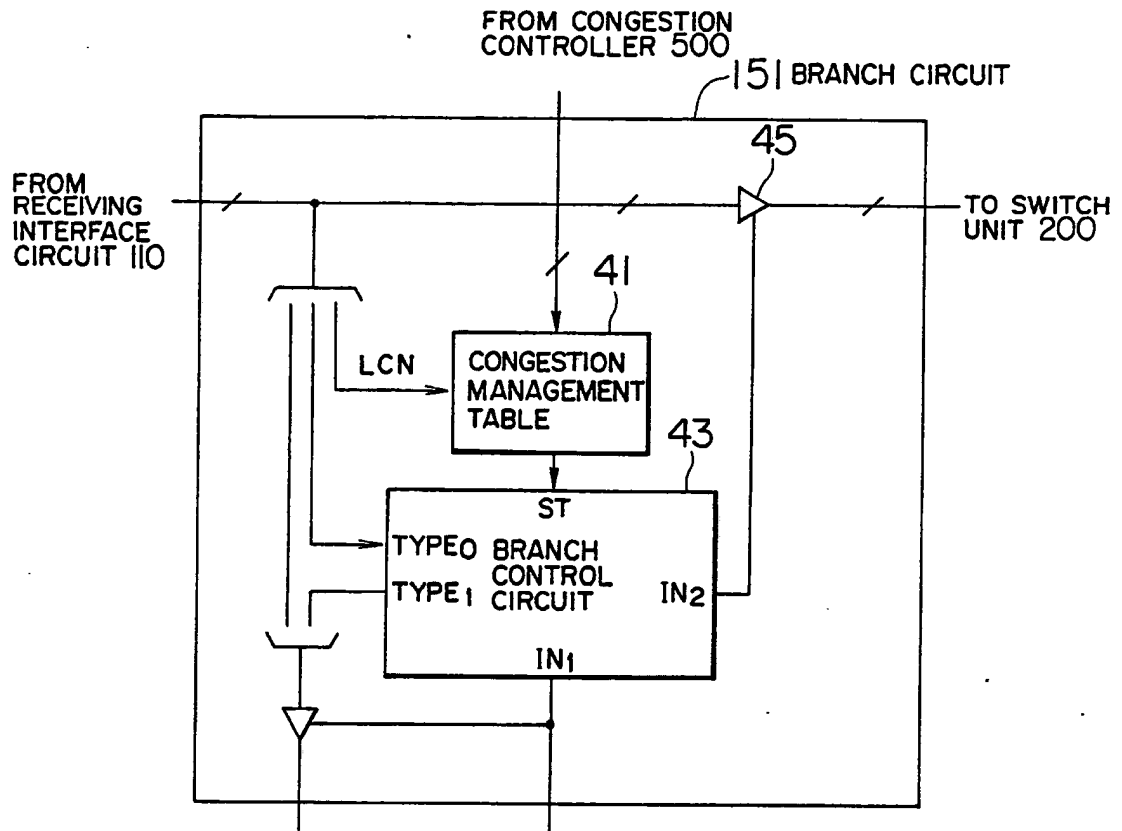 FROM CONGESTION
CONTROLLER 500
151 BRANCH CIRCUIT
45
FROM
RECEIVING
INTERFACE
CIRCUIT 110
TO SWITCH
UNIT 200
41
LCN
CONGESTION
MANAGEMENT
TABLE
43
ST
TYPE0 BRANCH
CONTROL
TYPE1 CIRCUIT
IN2
IN1